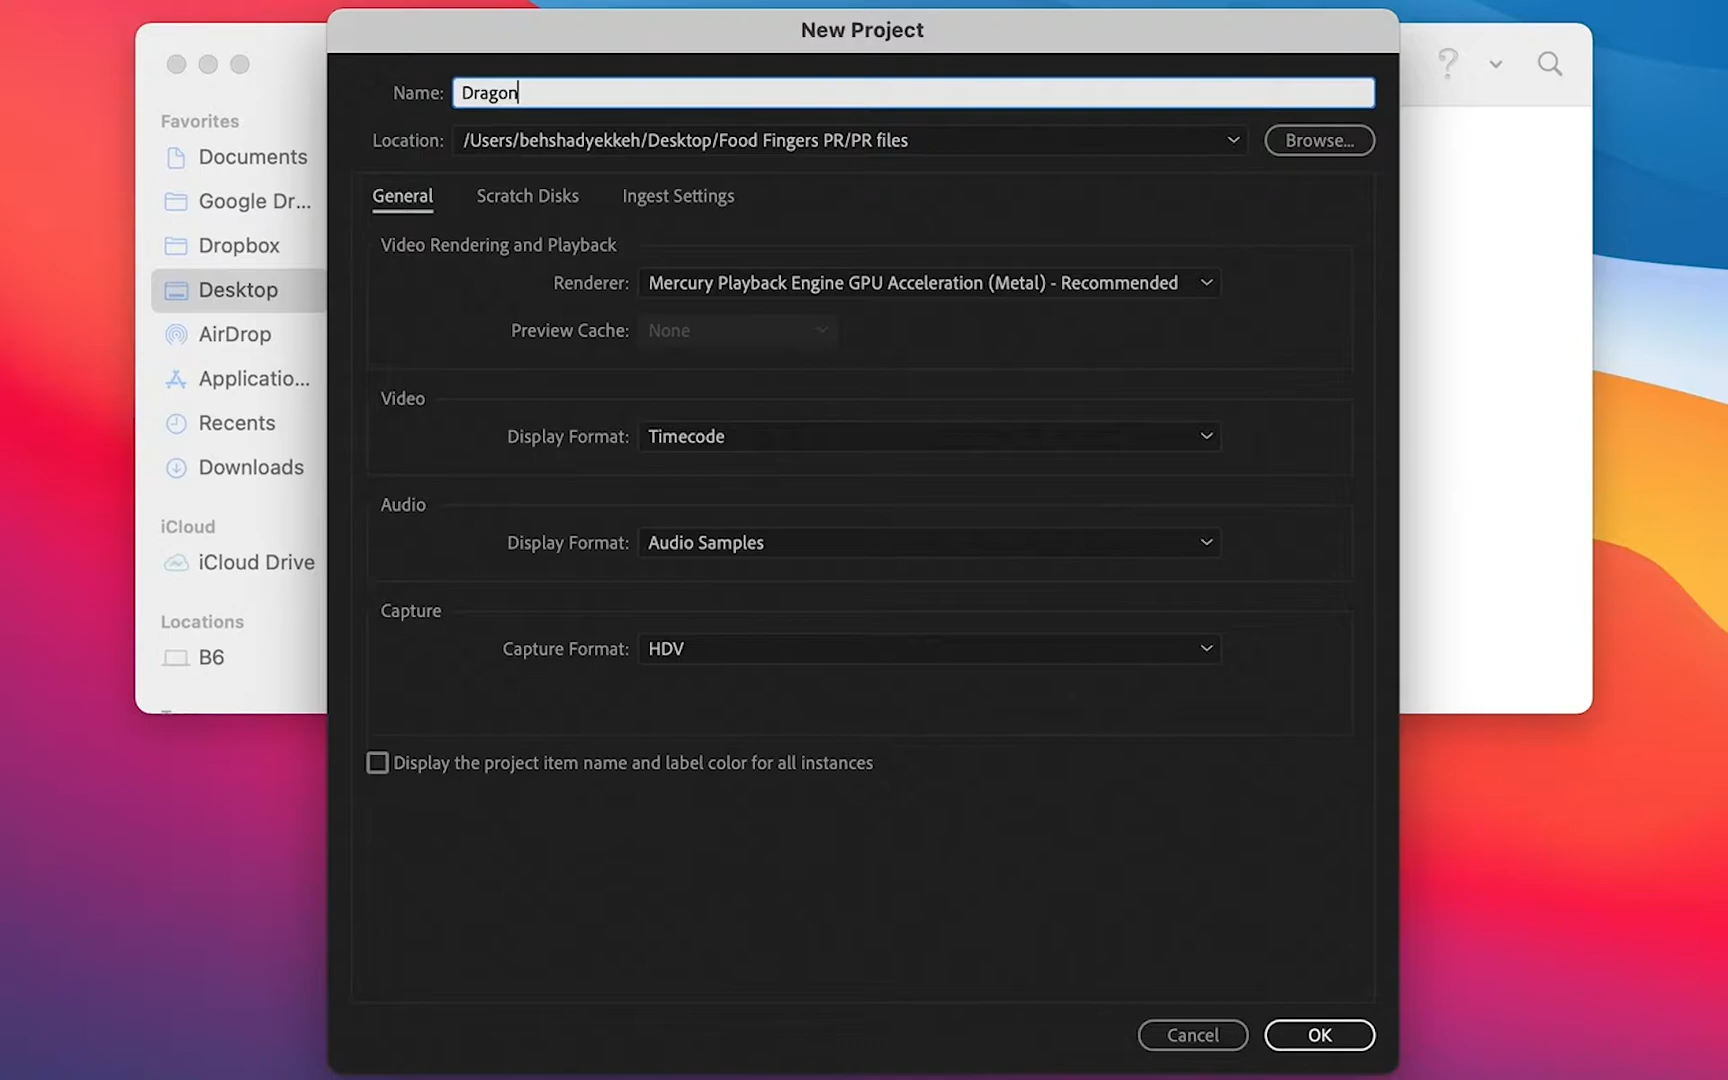 New Project
Name: Dragon
Location: /Users/behshadyekkeh/Desktop/Food Fingers PR/PR files
Browse...
General Scratch Disks Ingest Settings
Video Rendering and Playback
Renderer: Mercury Playback Engine GPU Acceleration (Metal) - Recommended
Preview Cache: None
Video
Display Format: Timecode
Audio
Display Format: Audio Samples
Capture
Capture Format: HDV
Display the project item name and label color for all instances
Cancel OK
Favorites
Documents
Google Dr...
Dropbox
Desktop
AirDrop
Applicatio...
Recents
Downloads
iCloud
iCloud Drive
Locations
B6